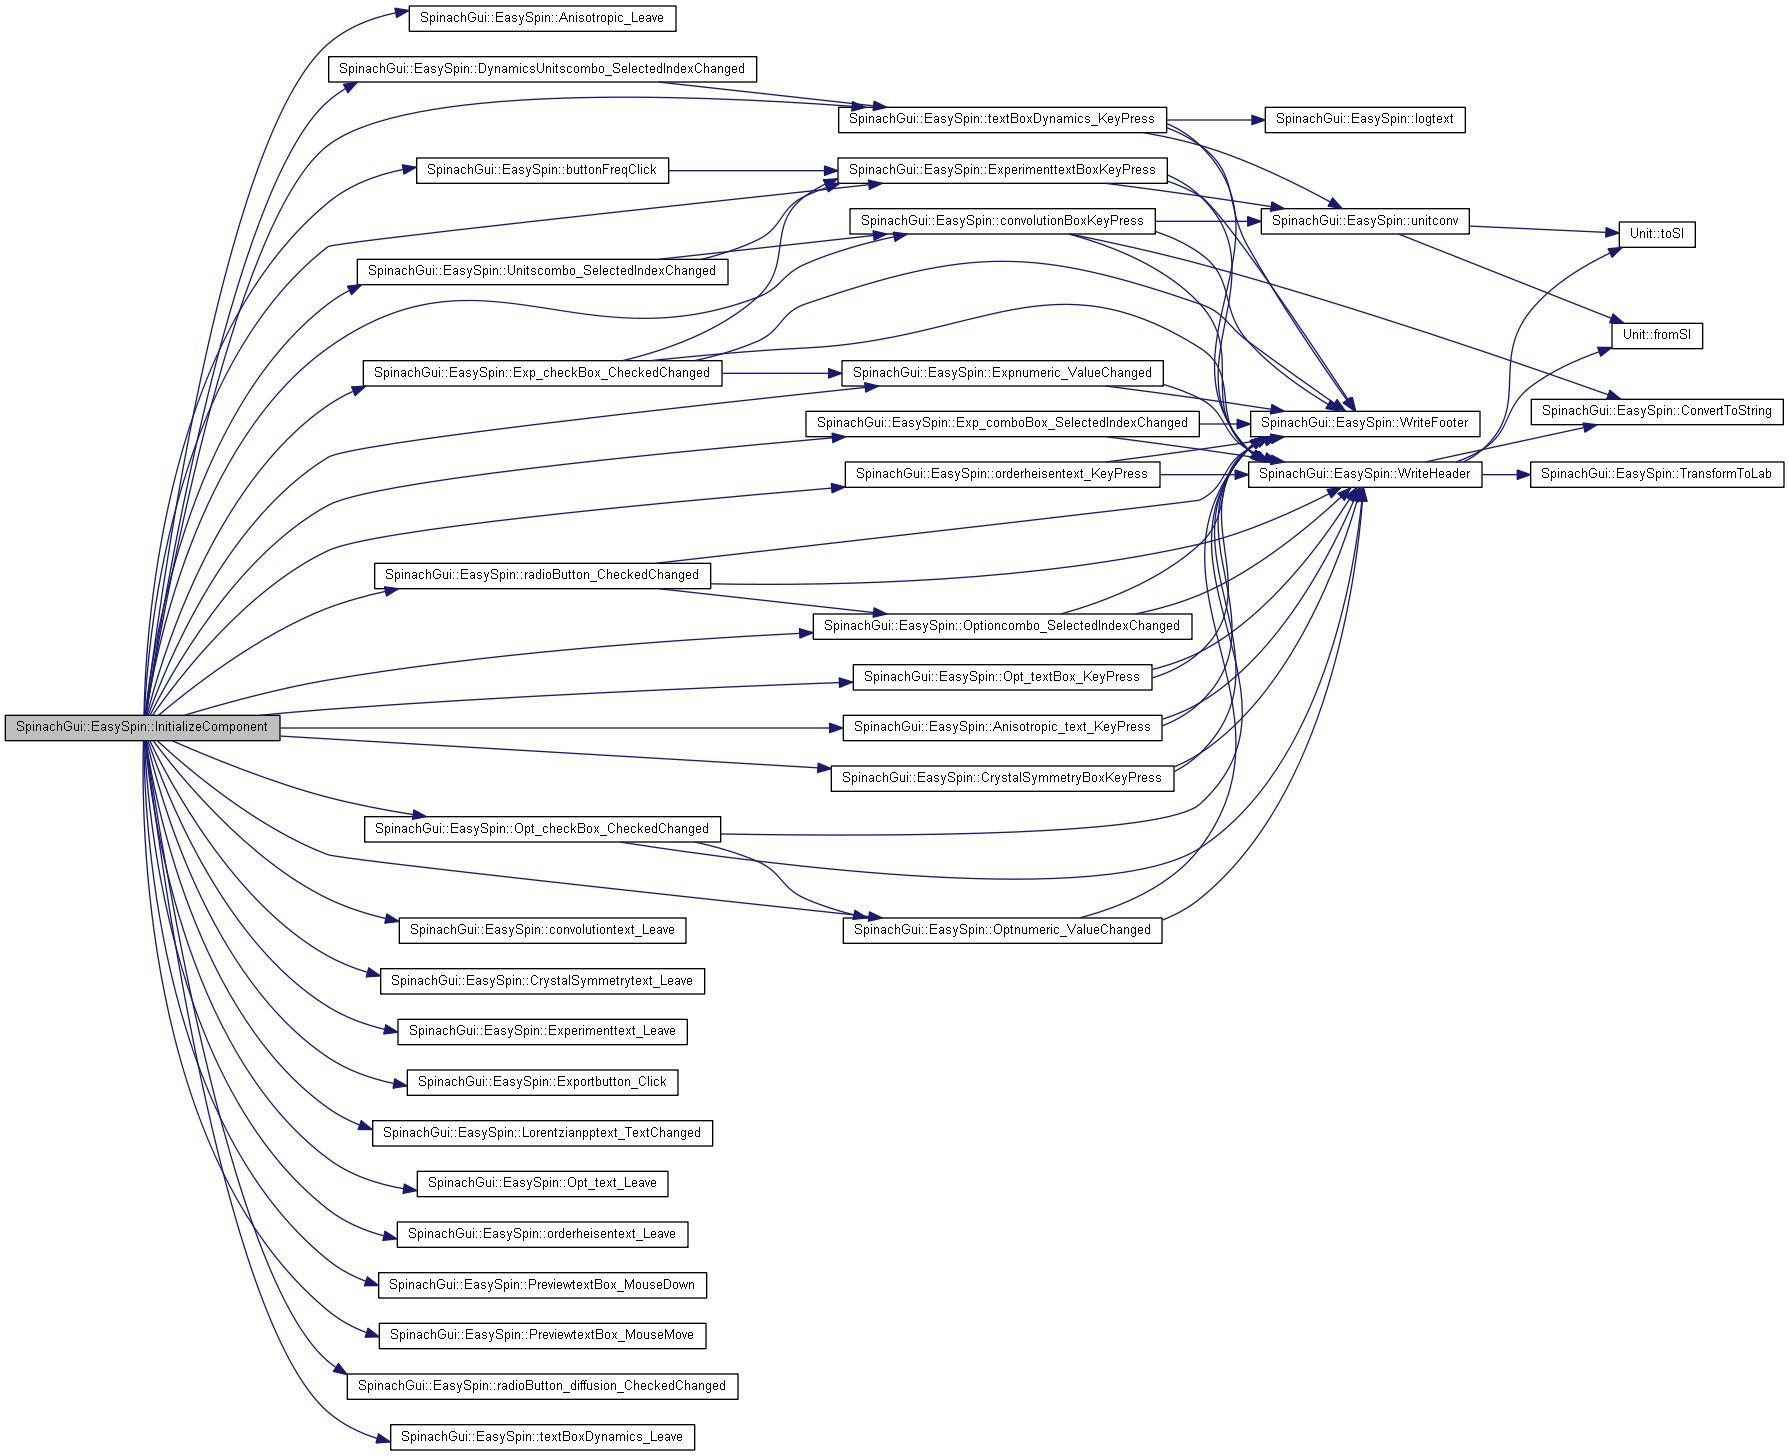 SpinachGui::EasySpin::Anisotropic_Leave
SpinachGui::EasySpin::DynamicsUnitscombo_SelectedIndexChanged
SpinachGui::EasySpin::textBoxDynamics_KeyPress
SpinachGui::EasySpin::logtext
SpinachGui::EasySpin::buttonFreqClick
SpinachGui::EasySpin::ExperimenttextBoxKeyPress
SpinachGui::EasySpin::convolutionBoxKeyPress
SpinachGui::EasySpin::unitconv
Unit::toSI
SpinachGui::EasySpin::Unitscombo_SelectedIndexChanged
Unit::fromSI
SpinachGui::EasySpin::Exp_checkBox_CheckedChanged
SpinachGui::EasySpin::Expnumeric_ValueChanged
SpinachGui::EasySpin::ConvertToString
SpinachGui::EasySpin::Exp_comboBox_SelectedIndexChanged
SpinachGui::EasySpin::WriteFooter
SpinachGui::EasySpin::orderheisentext_KeyPress
SpinachGui::EasySpin::WriteHeader
SpinachGui::EasySpin::TransformToLab
SpinachGui::EasySpin::radioButton_CheckedChanged
SpinachGui::EasySpin::Optioncombo_SelectedIndexChanged
SpinachGui::EasySpin::Opt_textBox_KeyPress
SpinachGui::EasySpin::InitializeComponent
SpinachGui::EasySpin::Anisotropic_text_KeyPress
SpinachGui::EasySpin::CrystalSymmetryBoxKeyPress
SpinachGui::EasySpin::Opt_checkBox_CheckedChanged
SpinachGui::EasySpin::convolutiontext_Leave
SpinachGui::EasySpin::Optnumeric_ValueChanged
SpinachGui::EasySpin::CrystalSymmetrytext_Leave
SpinachGui::EasySpin::Experimenttext_Leave
SpinachGui::EasySpin::Exportbutton_Click
SpinachGui::EasySpin::Lorentzianpptext_TextChanged
SpinachGui::EasySpin::Opt_text_Leave
SpinachGui::EasySpin::orderheisentext_Leave
SpinachGui::EasySpin::PreviewtextBox_MouseDown
SpinachGui::EasySpin::PreviewtextBox_MouseMove
SpinachGui::EasySpin::radioButton_diffusion_CheckedChanged
SpinachGui::EasySpin::textBoxDynamics_Leave